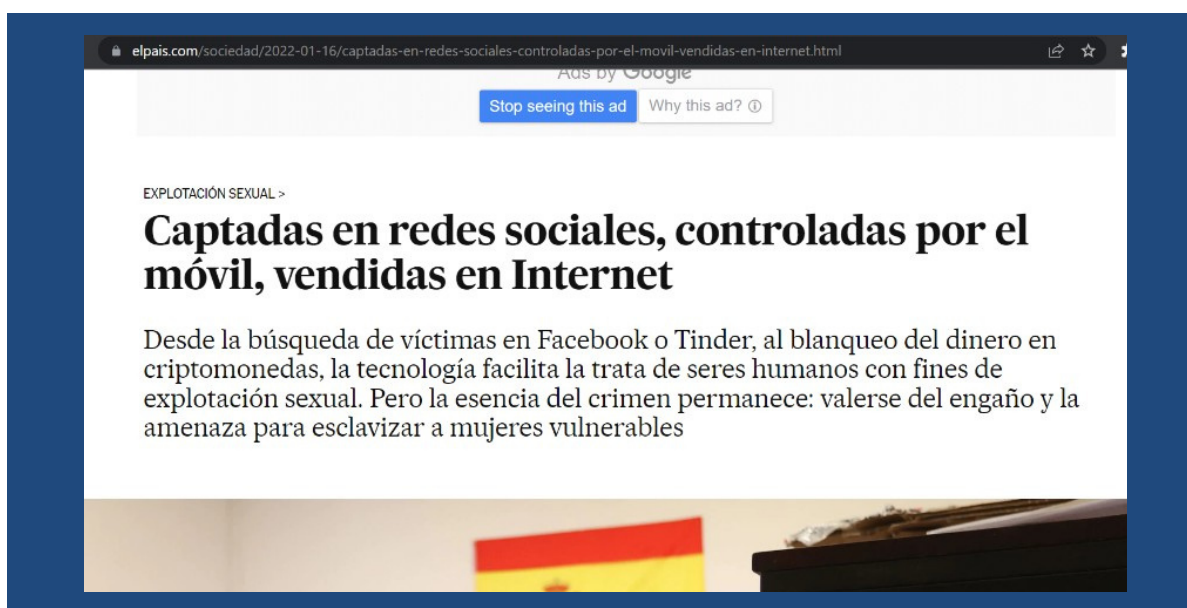 elpais.com/sociedad/2022-01-16/captadas-en-redes-sociales-controladas-por-el-movil-vendidas-en-internet.html
Ads by Google
Stop seeing this ad Why this ad?
EXPLOTACIÓN SEXUAL >
Captadas en redes sociales, controladas por el
móvil, vendidas en Internet
Desde la búsqueda de víctimas en Facebook o Tinder, al blanqueo del dinero en
criptomonedas, la tecnología facilita la trata de seres humanos con fines de
explotación sexual. Pero la esencia del crimen permanece: valerse del engaño y la
amenaza para esclavizar a mujeres vulnerables